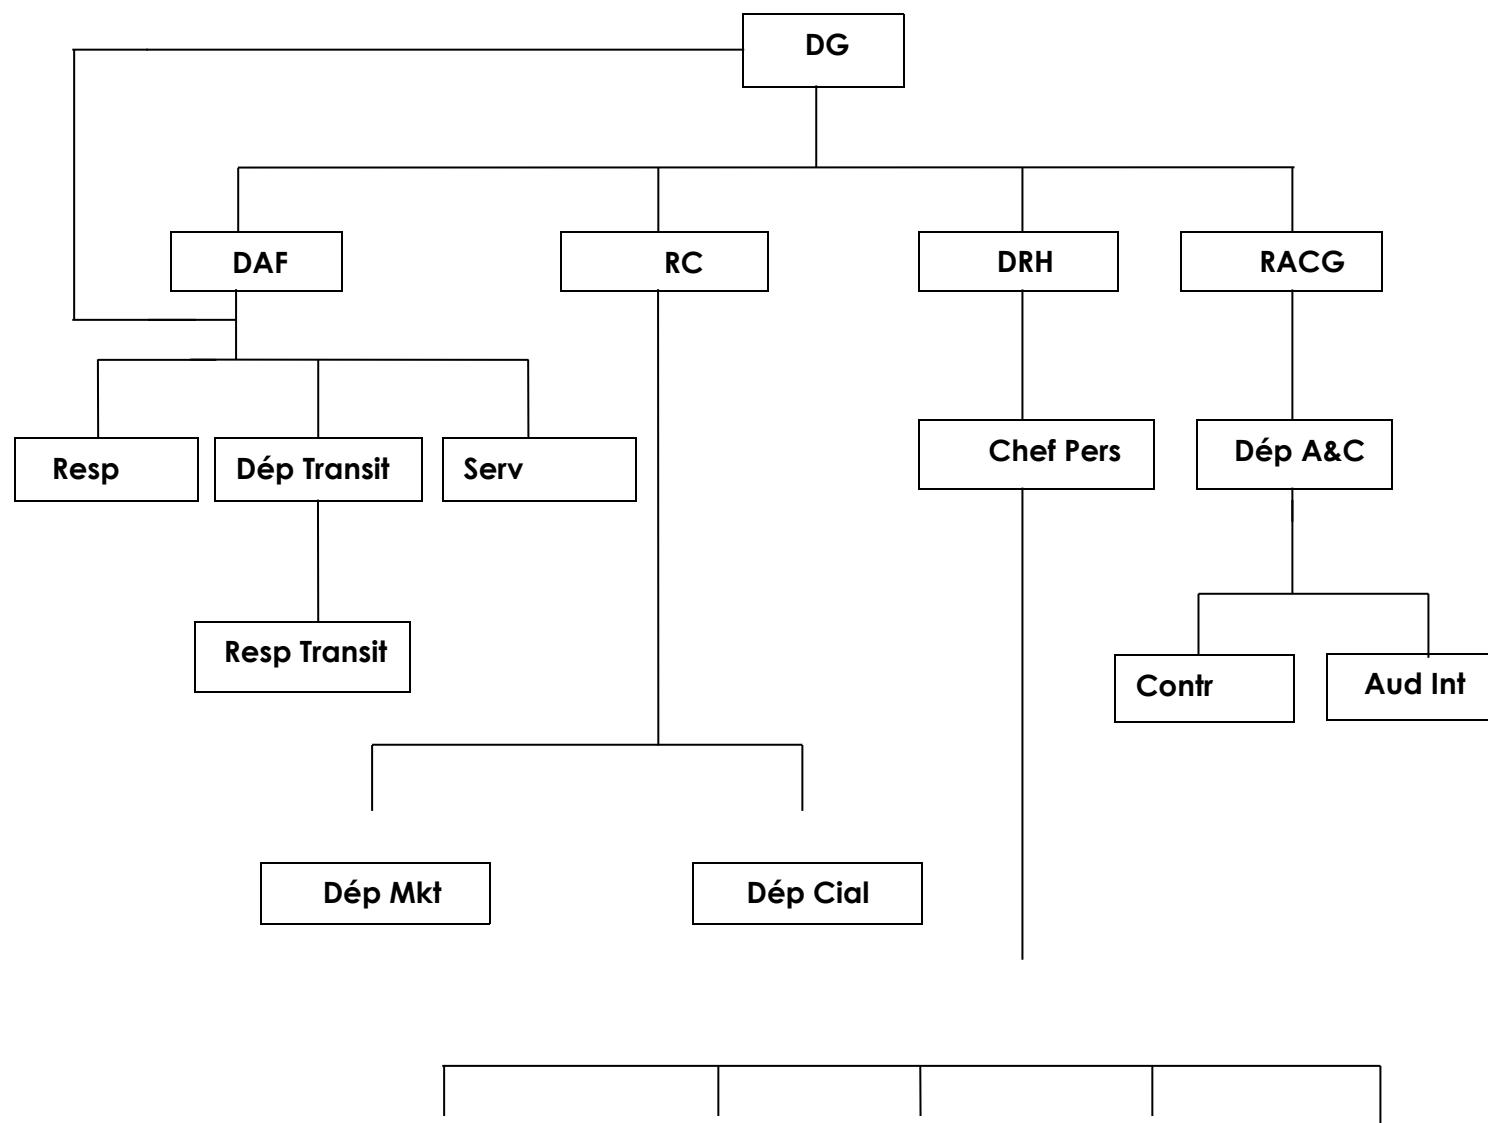 DG
DAF
RC
DRH
RACG
Resp
Dép Transit
Serv
Chef Pers
Dép A&C
Resp Transit
Contr
Aud Int
Dép Mkt
Dép Cial